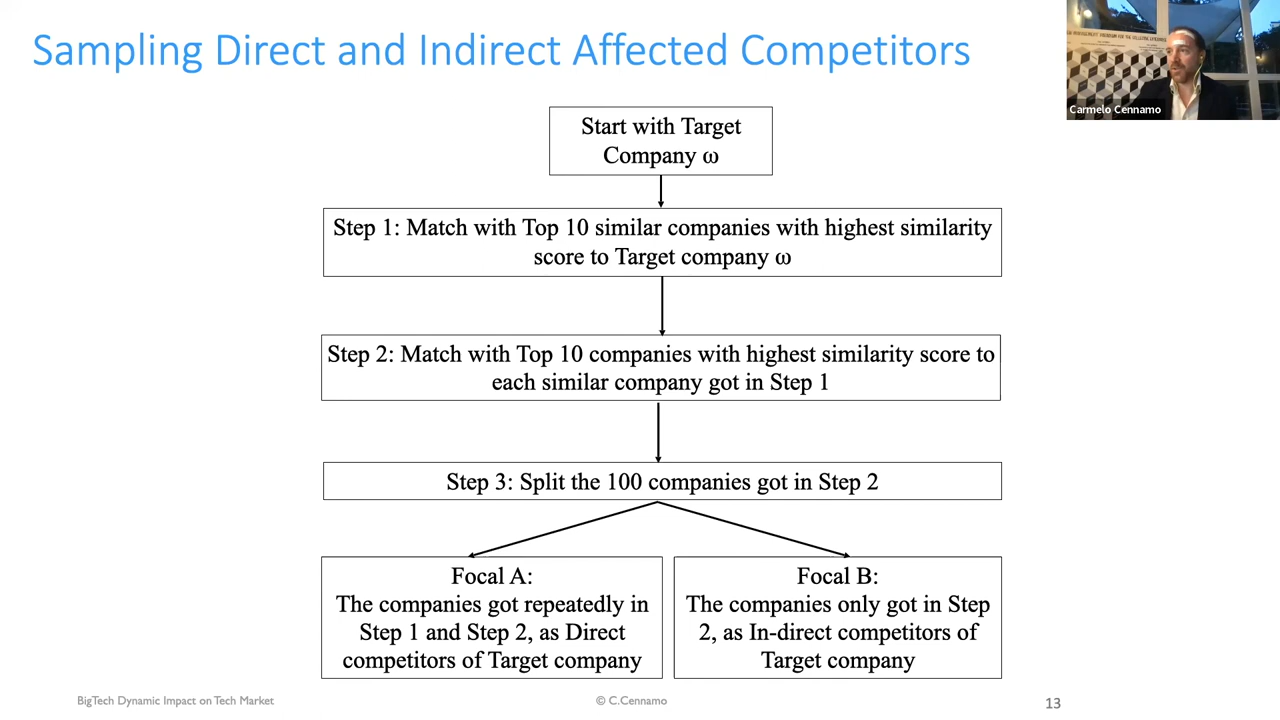 Sampling Direct and Indirect Affected Competitors
Carmelo Cennamo
Start with Target
Company ω
Step 1: Match with Top 10 similar companies with highest similarity
score to Target company ω
Step 2: Match with Top 10 companies with highest similarity score to
each similar company got in Step 1
Step 3: Split the 100 companies got in Step 2
Focal A:
The companies got repeatedly in
Step 1 and Step 2, as Direct
competitors of Target company
Focal B:
The companies only got in Step
2, as In-direct competitors of
Target company
BigTech Dynamic Impact on Tech Market
© C.Cennamo
13